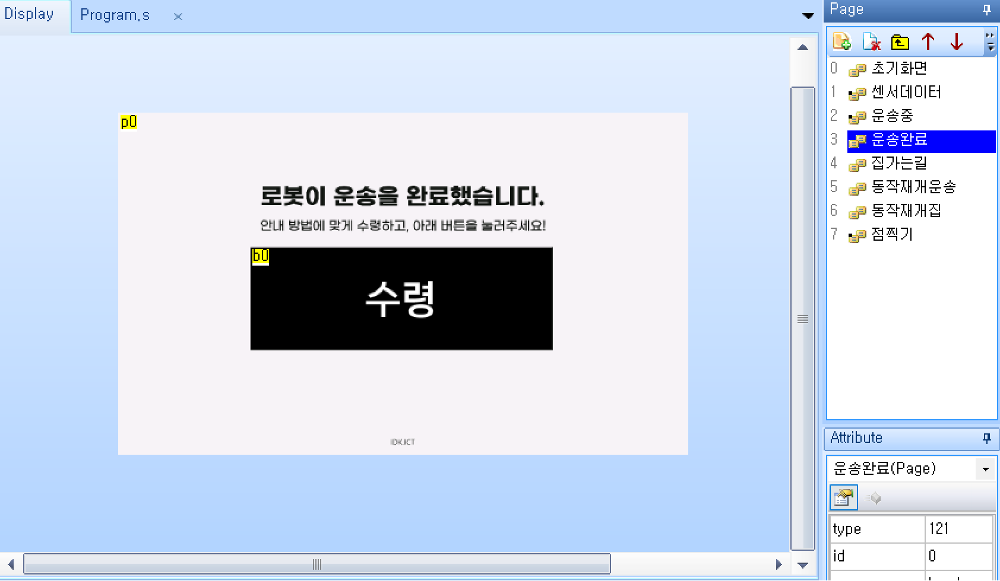 Display
Program.s
p0
로봇이 운송을 완료했습니다.
안내 방법에 맞게 수령하고, 아래 버튼을 눌러주세요!
b0
수령
IDK.ICT
Page
0 초기화면
1 센서데이터
2 운송중
3 운송완료
4 집가는길
5 동작재개운송
6 동작재개집
7 점찍기
Attribute
운송완료(Page)
type 121
id 0